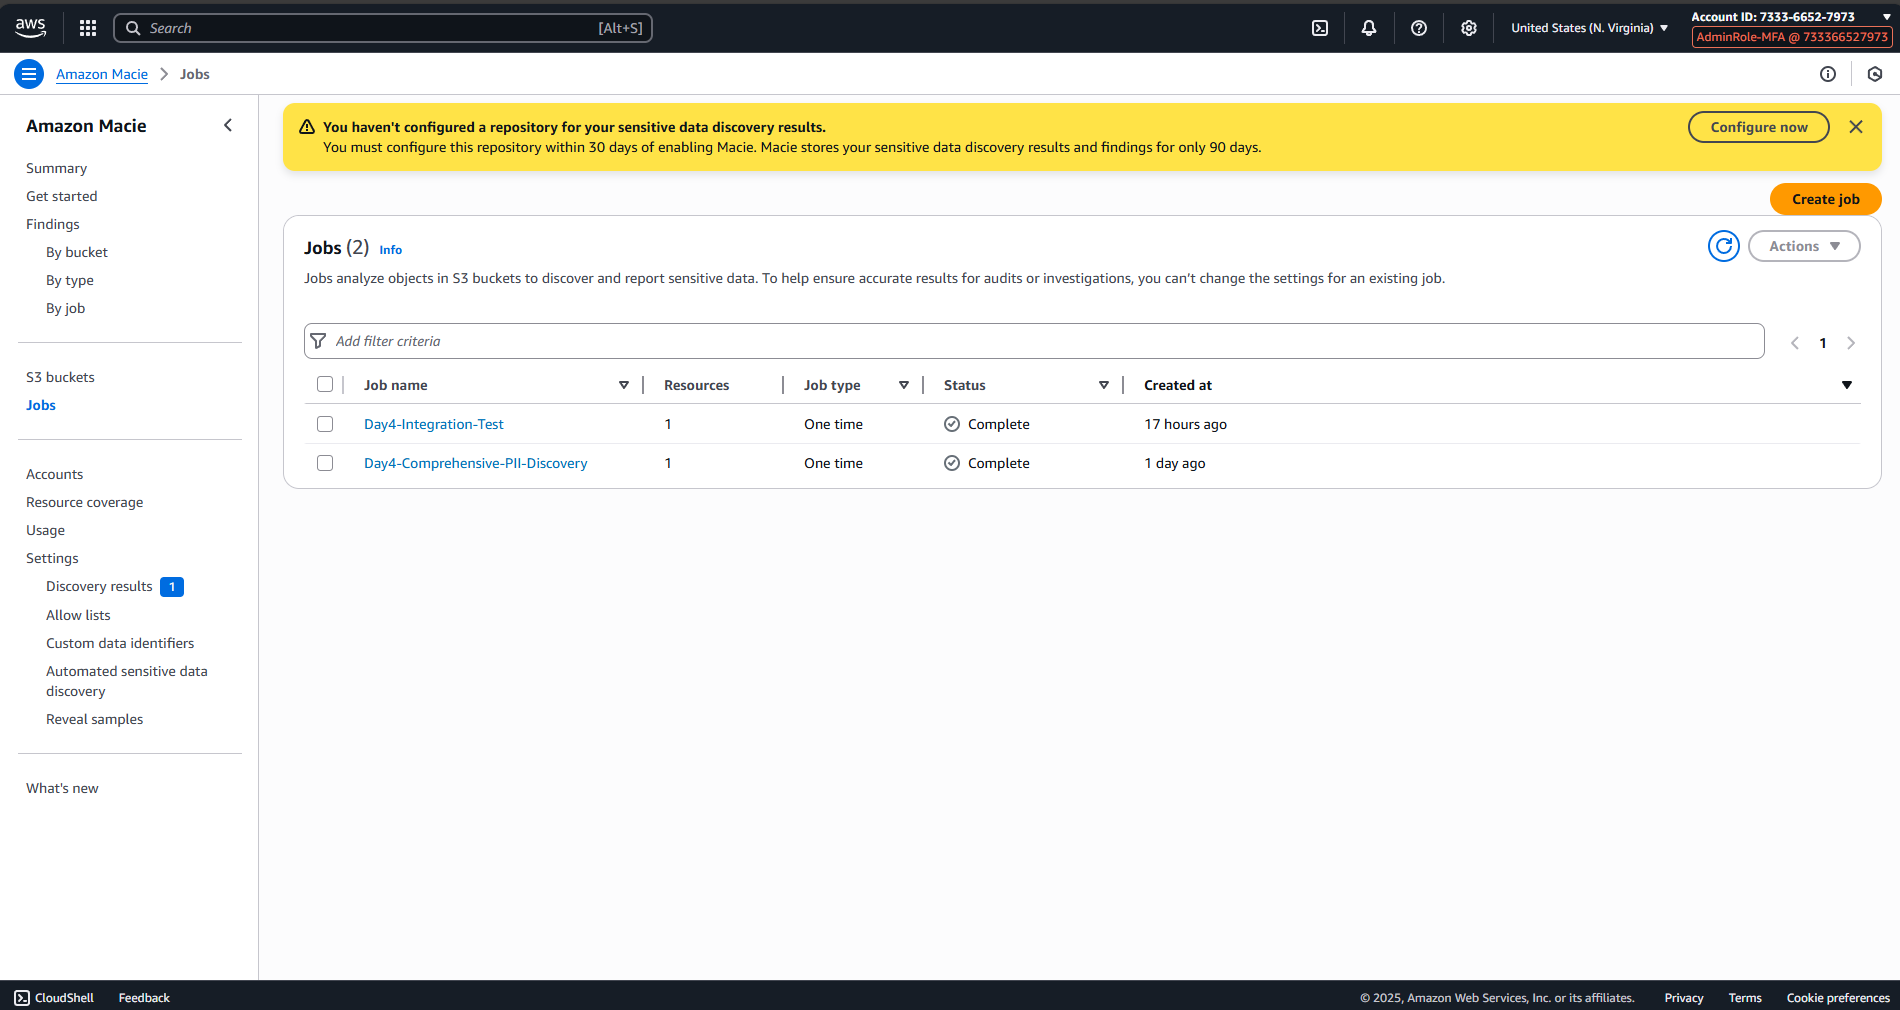 aws
Search [Alt+S]
United States (N. Virginia)
Account ID: 7333-6652-7973
AdminRole-MFA @ 733366527973
Amazon Macie
Jobs
Amazon Macie
Summary
Get started
Findings
By bucket
By type
By job
S3 buckets
Jobs
Accounts
Resource coverage
Usage
Settings
Discovery results 1
Allow lists
Custom data identifiers
Automated sensitive data
discovery
Reveal samples
What's new
You haven't configured a repository for your sensitive data discovery results.
You must configure this repository within 30 days of enabling Macie. Macie stores your sensitive data discovery results and findings for only 90 days.
Configure now
Create job
Jobs (2) Info
Actions
Jobs analyze objects in S3 buckets to discover and report sensitive data. To help ensure accurate results for audits or investigations, you can't change the settings for an existing job.
Add filter criteria
1
Job name Resources Job type Status Created at
Day4-Integration-Test 1 One time Complete 17 hours ago
Day4-Comprehensive-PII-Discovery 1 One time Complete 1 day ago
CloudShell Feedback © 2025, Amazon Web Services, Inc. or its affiliates. Privacy Terms Cookie preferences